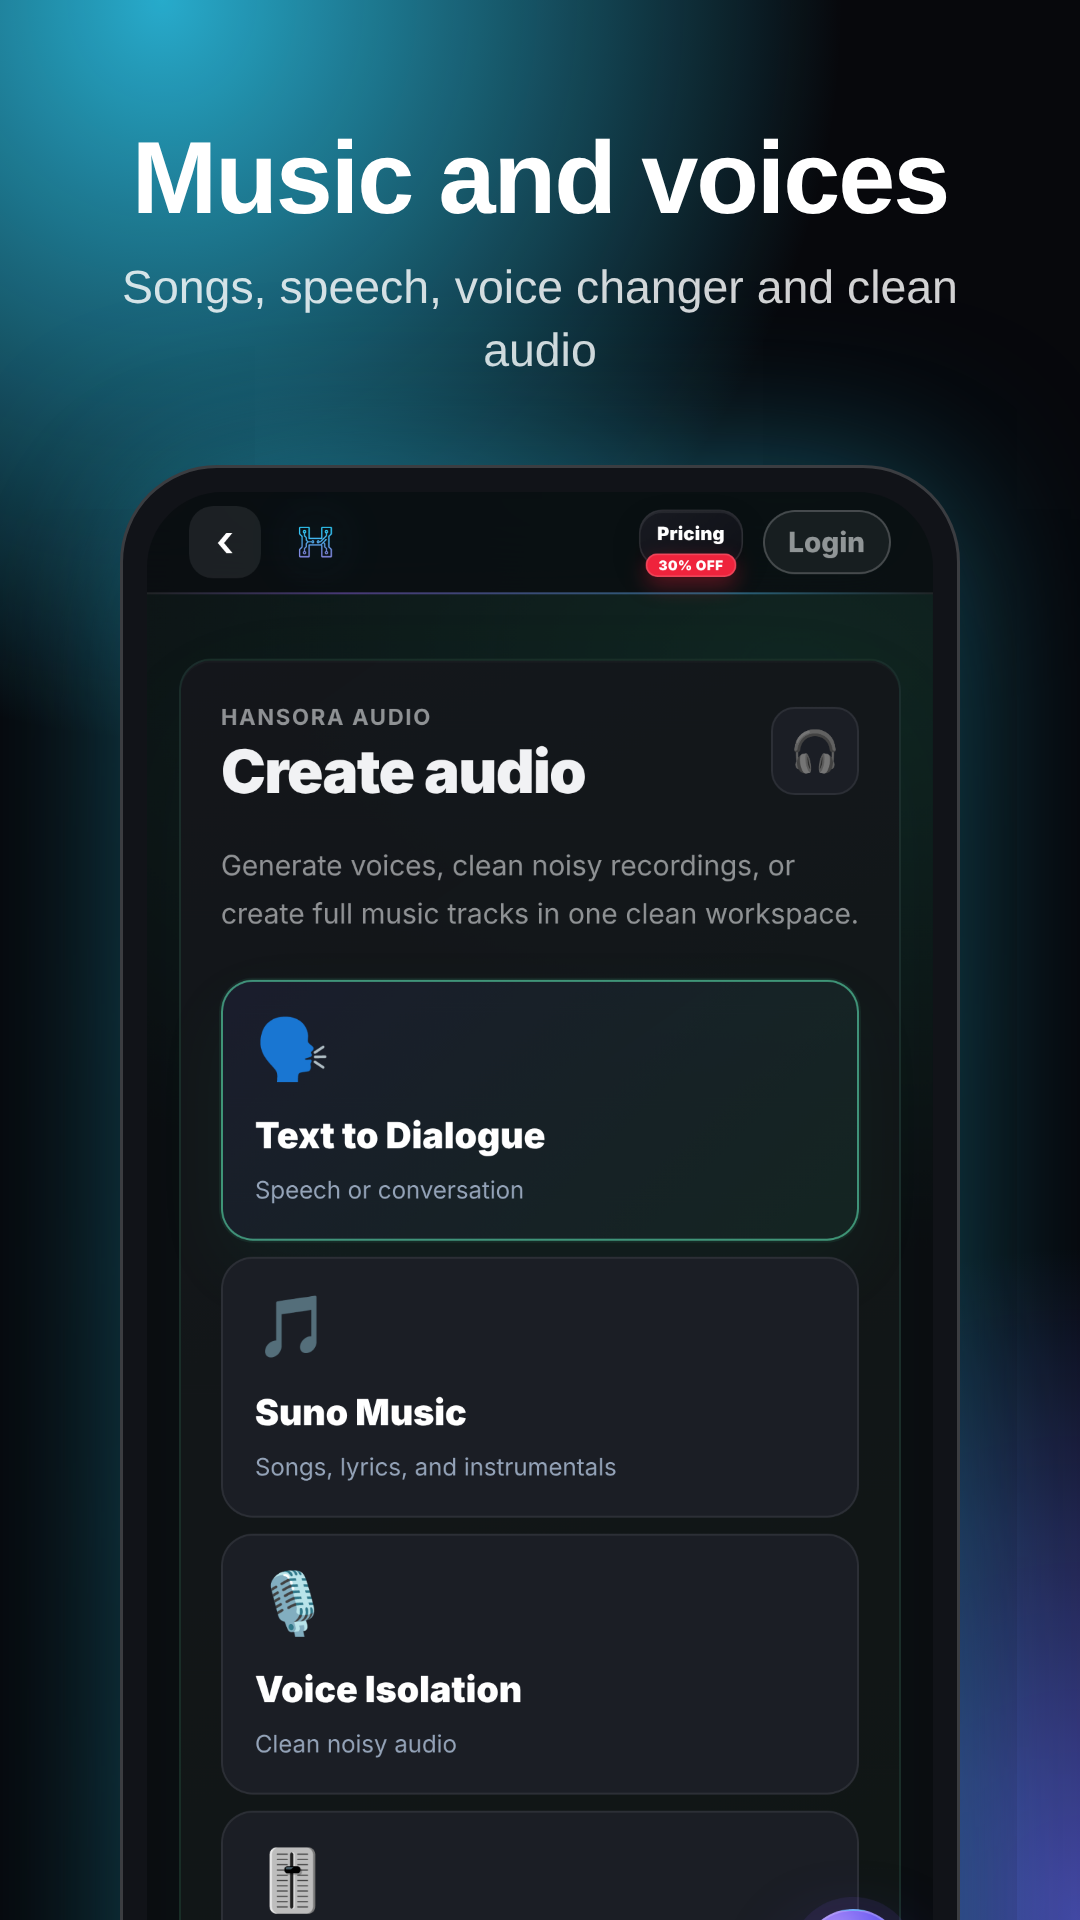 Music and voices
Songs, speech, voice changer and clean
audio
Pricing
30% OFF
Login
HANSORA AUDIO
Create audio
Generate voices, clean noisy recordings, or
create full music tracks in one clean workspace.
Text to Dialogue
Speech or conversation
Suno Music
Songs, lyrics, and instrumentals
Voice Isolation
Clean noisy audio